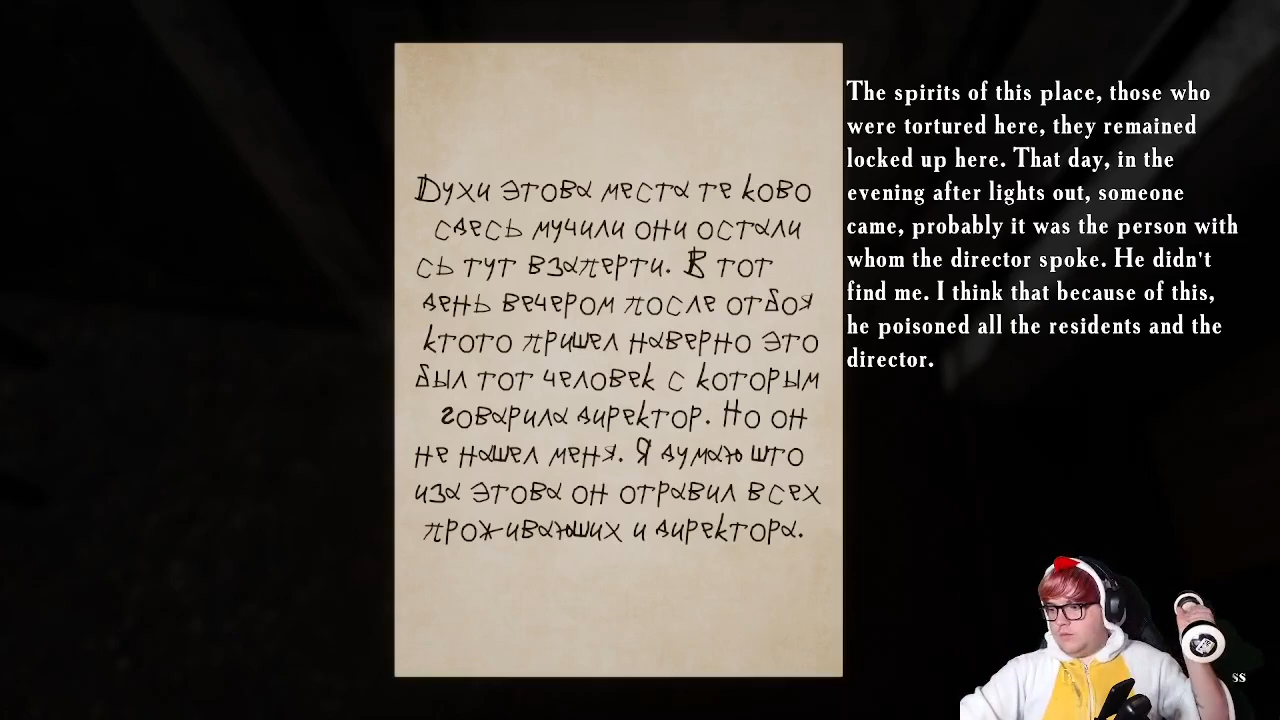 Духи этова места те ково
сдесь мучили они остали
сь тут взаперти. В тот
день вечером после отбоя
ктото пришел наверно это
был тот человек с которым
говарила директор. Но он
не нашел меня. Я думаю што
иза этова он отравил всех
проживаюших и директора.
The spirits of this place, those who
were tortured here, they remained
locked up here. That day, in the
evening after lights out, someone
came, probably it was the person with
whom the director spoke. He didn't
find me. I think that because of this,
he poisoned all the residents and the
director.
ss